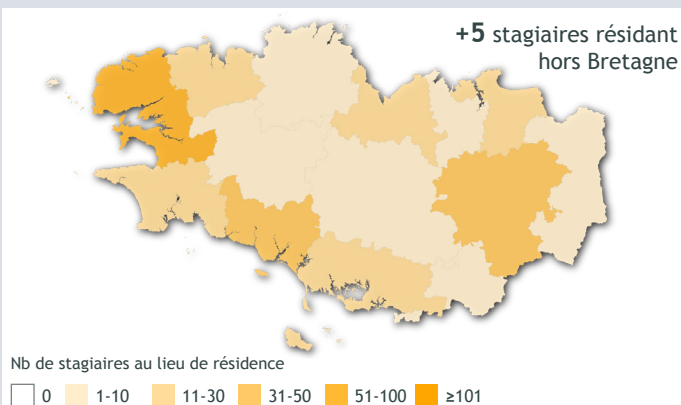 +5 stagiaires résidant
hors Bretagne
Nb de stagiaires au lieu de résidence
0 1-10 11-30 31-50 51-100 ≥101